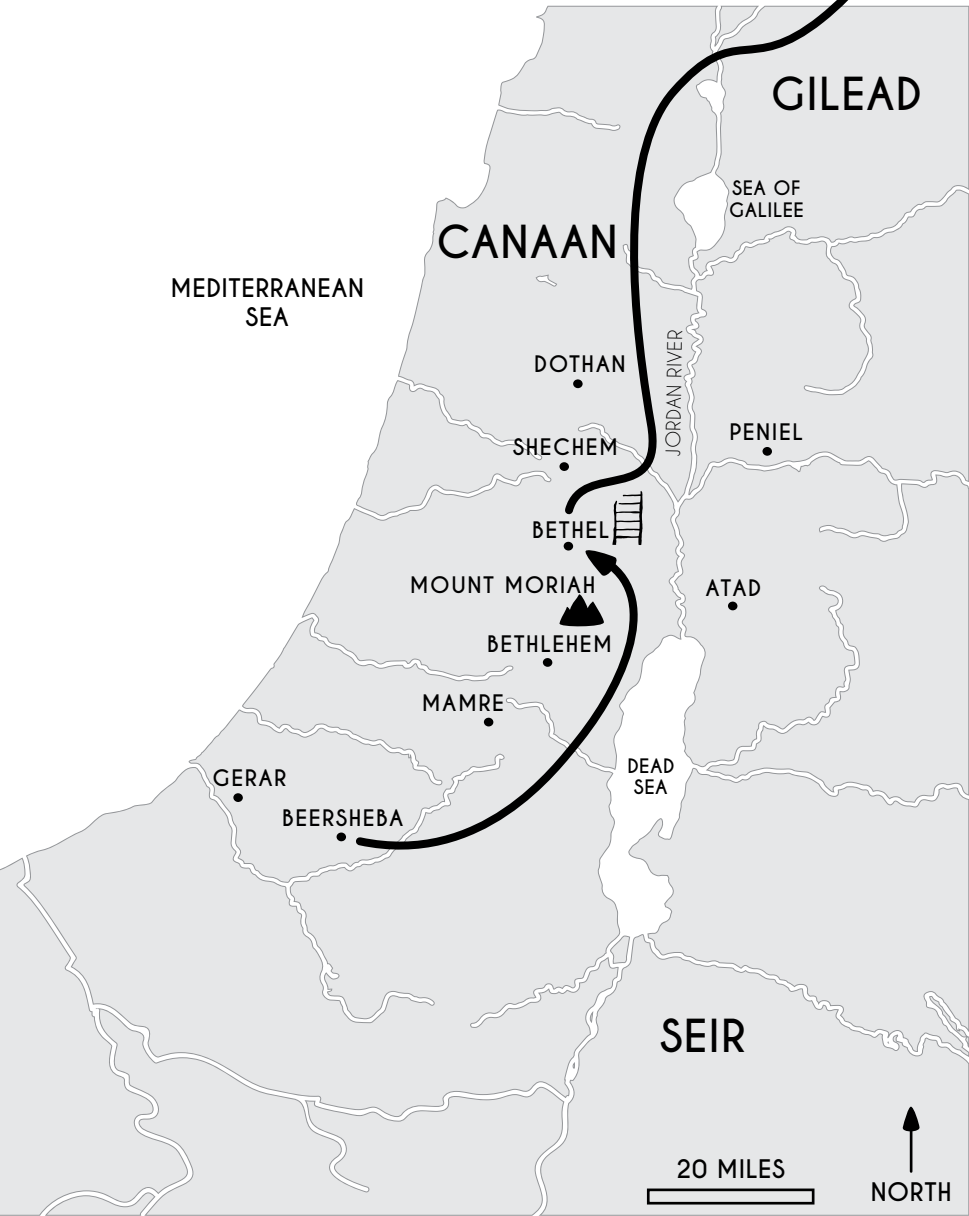 GILEAD
SEA OF
GALILEE
CANAAN
MEDITERRANEAN
SEA
DOTHAN
JORDAN RIVER
PENIEL
SHECHEM
BETHEL
MOUNT MORIAH
ATAD
BETHLEHEM
MAMRE
DEAD
SEA
GERAR
BEERSHEBA
SEIR
20 MILES
NORTH